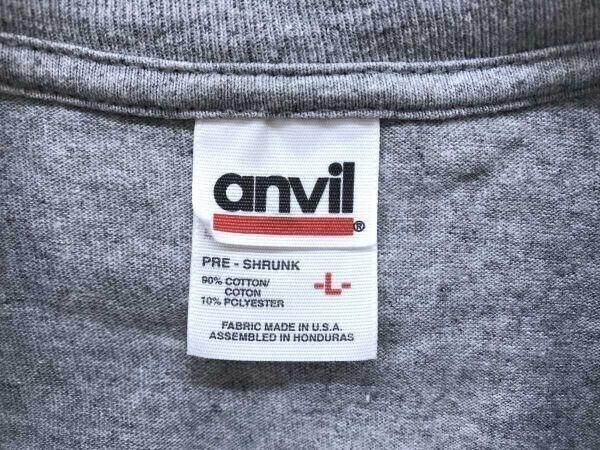 anvil®
PRE - SHRUNK
90% COTTON/
COTON
10% POLYESTER
-L-
FABRIC MADE IN U.S.A.
ASSEMBLED IN HONDURAS